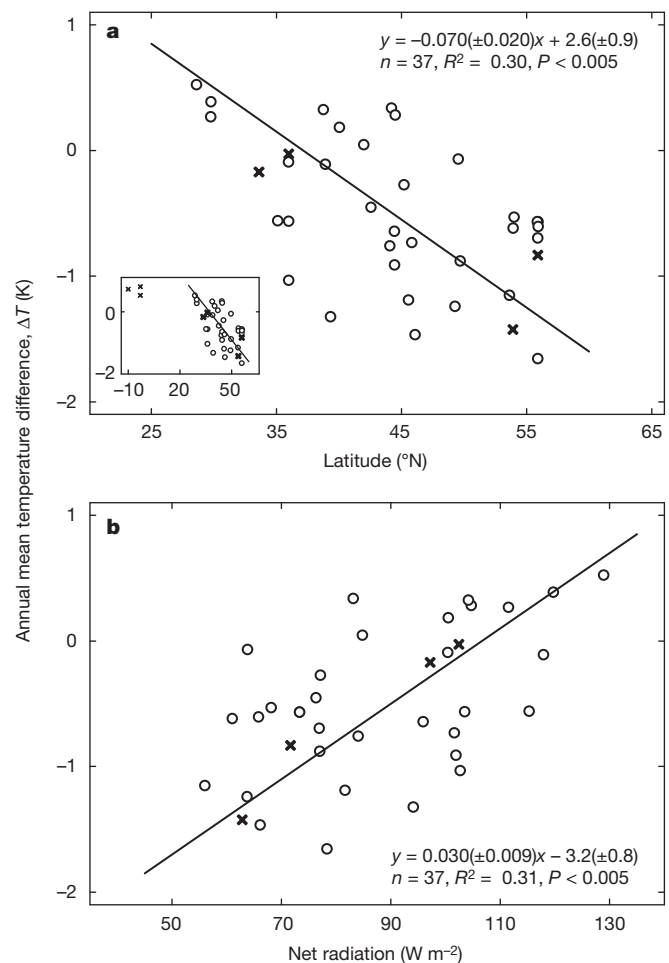 1
a
y = −0.070(±0.020)x + 2.6(±0.9)
n = 37, R² = 0.30, P < 0.005
0
−1
0
−2
−10 20 50
−2
25 35 45 55 65
Latitude (°N)
Annual mean temperature difference, ΔT (K)
1
b
0
−1
y = 0.030(±0.009)x − 3.2(±0.8)
n = 37, R² = 0.31, P < 0.005
−2
50 70 90 110 130
Net radiation (W m⁻²)